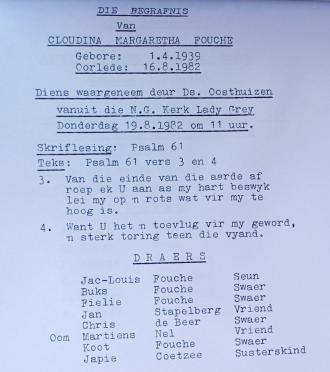 DIE BEGRAFNIS
Van
CLOUDINA MARGARETHA FOUCHE
Gebore: 1.4.1939
Oorlede: 16.8.1982
Diens waargeneem deur Ds. Oosthuizen
vanuit die N.G. Kerk Lady Grey
Donderdag 19.8.1982 om 11 uur.
Skriflesing: Psalm 61
Teks: Psalm 61 vers 3 en 4
3. Van die einde van die aarde af
roep ek U aan as my hart beswyk
lei my op 'n rots wat vir my te
hoog is.
4. Want U het 'n toevlug vir my geword,
'n sterk toring teen die vyand.
DRAERS
Jac-Louis Fouche Seun
Buks Fouche Swaer
Fielie Fouche Swaer
Jan Stapelberg Vriend
Chris de Beer Swaer
Oom Martiens Nel Vriend
Koot Fouche Swaer
Japie Coetzee Susterskind